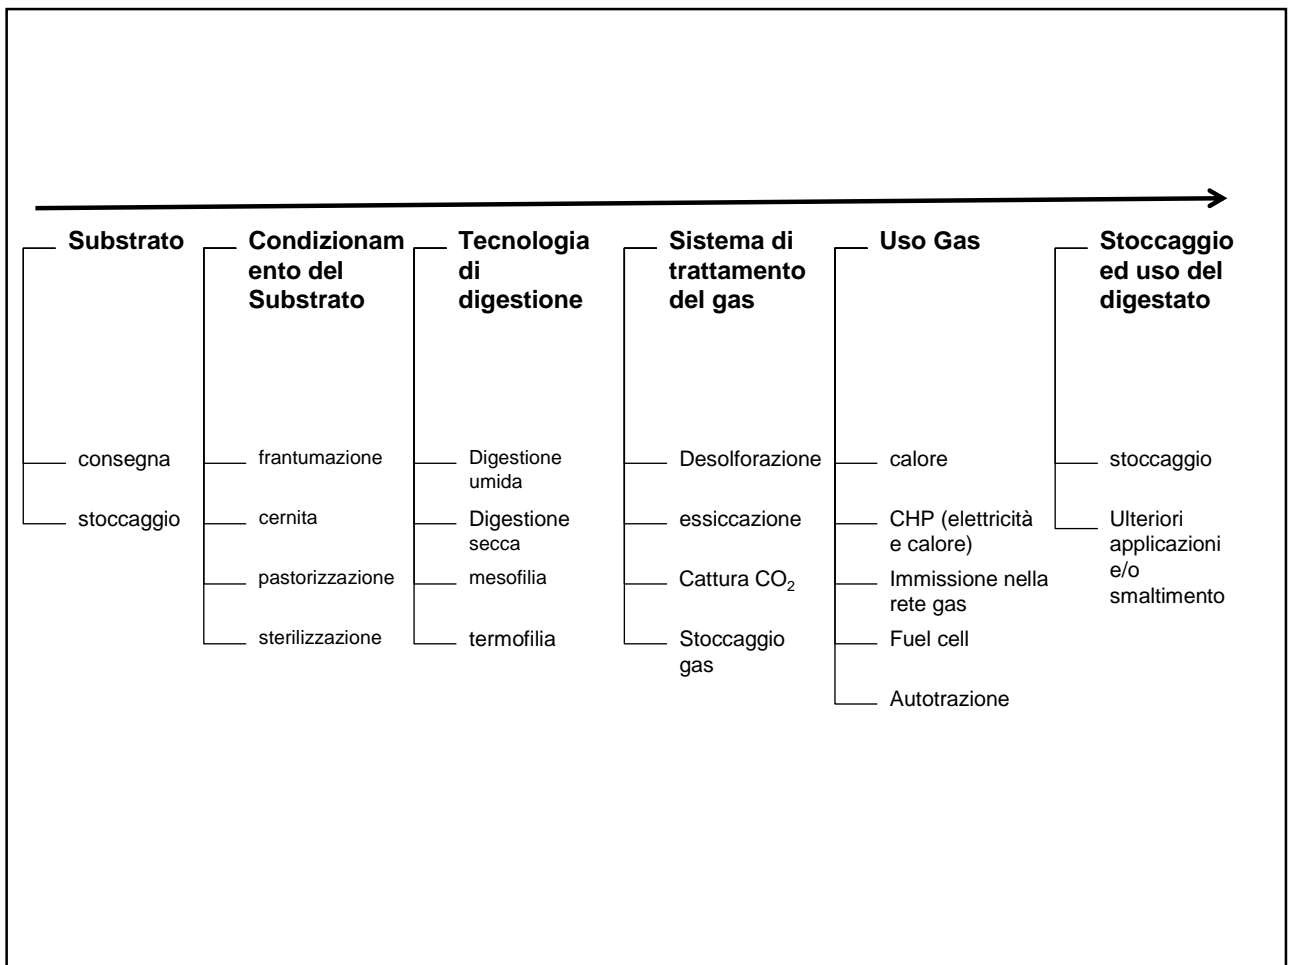 Substrato
consegna
stoccaggio
Condizionam
ento del
Substrato
frantumazione
cernita
pastorizzazione
sterilizzazione
Tecnologia
di
digestione
Digestione
umida
Digestione
secca
mesofilia
termofilia
Sistema di
trattamento
del gas
Desolforazione
essiccazione
Cattura CO₂
Stoccaggio
gas
Uso Gas
calore
CHP (elettricità
e calore)
Immissione nella
rete gas
Fuel cell
Autotrazione
Stoccaggio
ed uso del
digestato
stoccaggio
Ulteriori
applicazioni
e/o
smaltimento